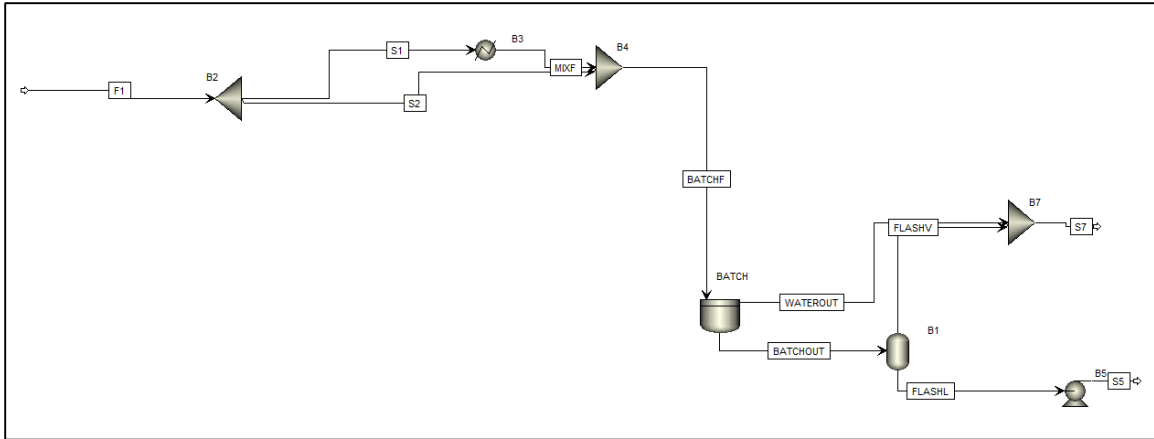 F1
B2
S1
S2
B3
MIXF
B4
BATCHF
BATCH
WATEROUT
BATCHOUT
FLASHV
B7
S7
B1
FLASHL
B5
S5